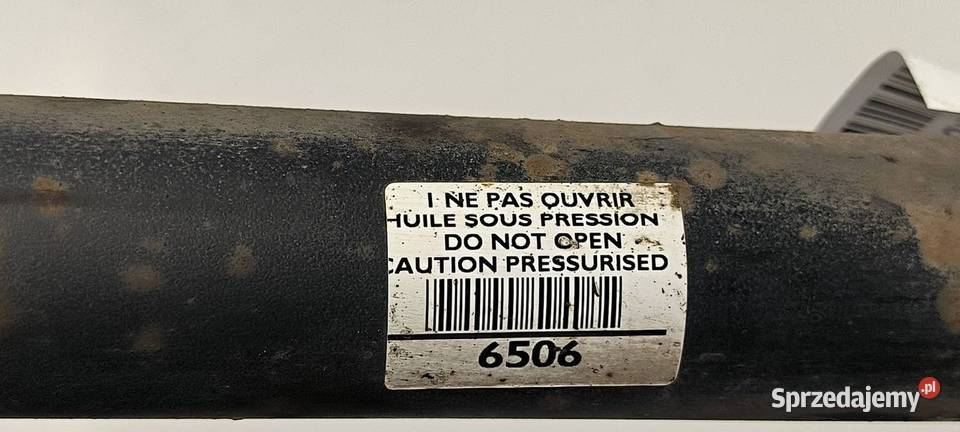 ! NE PAS OUVRIR
HUILE SOUS PRESSION
DO NOT OPEN
CAUTION PRESSURISED
6506
Sprzedajemy.pl